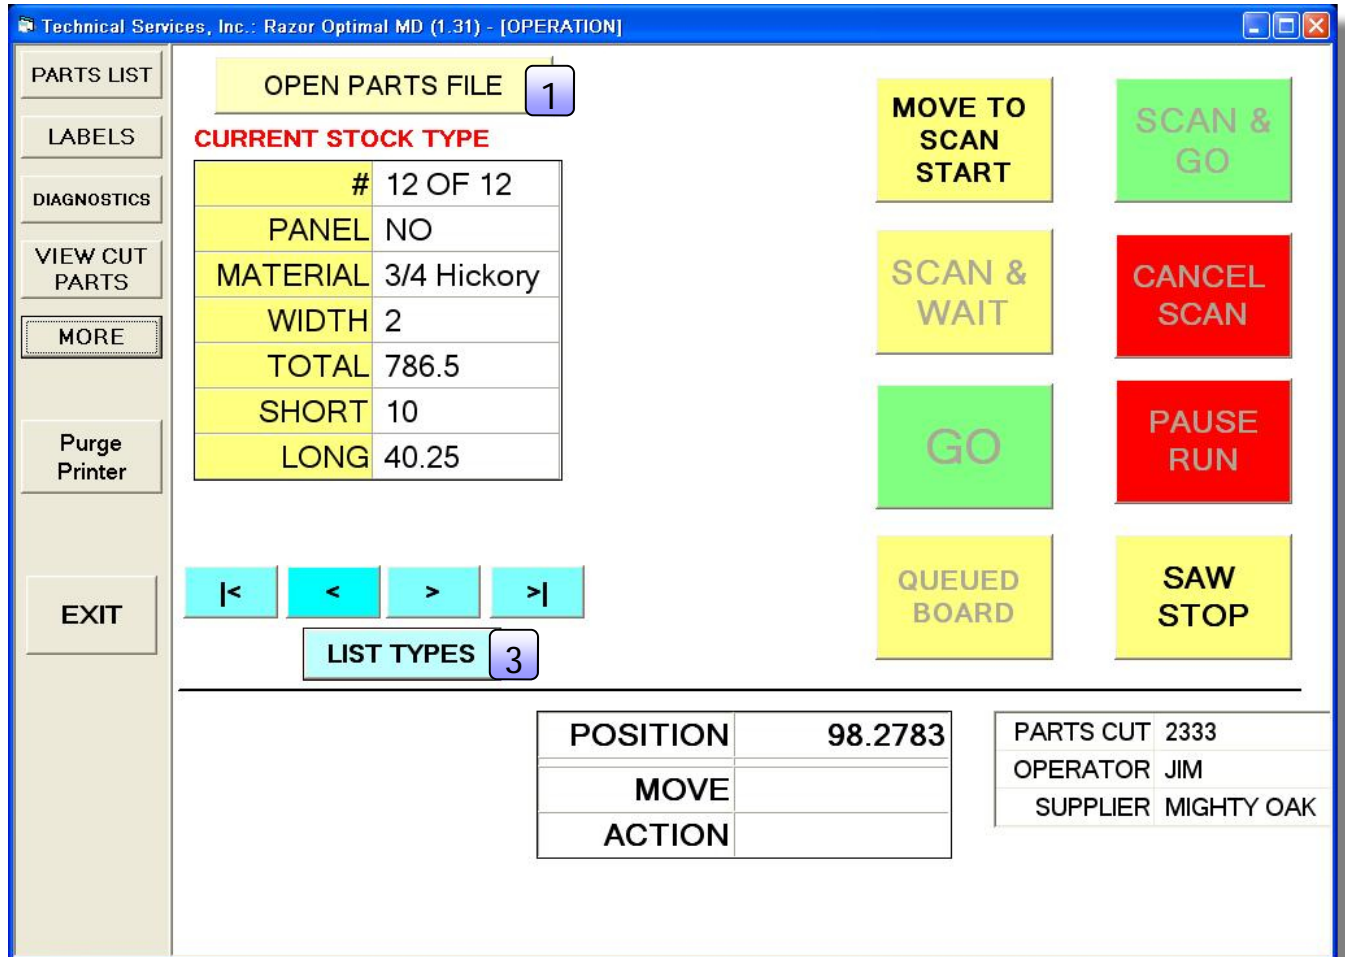 Technical Services, Inc.: Razor Optimal MD (1.31) - [OPERATION]
PARTS LIST
LABELS
DIAGNOSTICS
VIEW CUT
PARTS
MORE
Purge
Printer
EXIT
OPEN PARTS FILE
1
CURRENT STOCK TYPE
# 12 OF 12
PANEL NO
MATERIAL 3/4 Hickory
WIDTH 2
TOTAL 786.5
SHORT 10
LONG 40.25
|< < > >|
LIST TYPES
3
MOVE TO
SCAN
START
SCAN &
GO
SCAN &
WAIT
CANCEL
SCAN
GO
PAUSE
RUN
QUEUED
BOARD
SAW
STOP
POSITION 98.2783
MOVE
ACTION
PARTS CUT 2333
OPERATOR JIM
SUPPLIER MIGHTY OAK